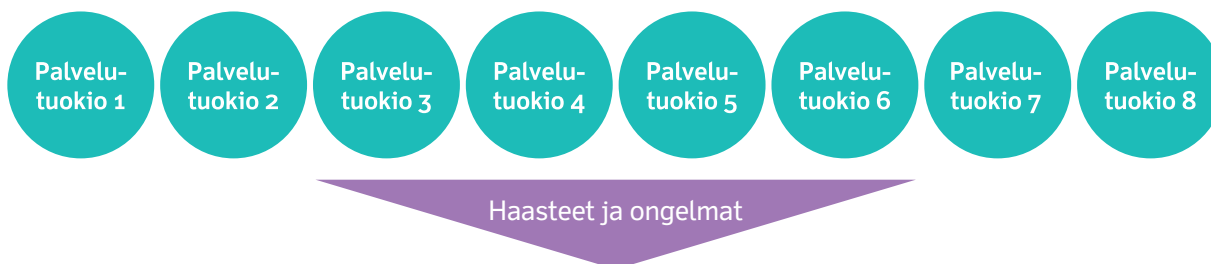 Palvelu-
tuokio 1
Palvelu-
tuokio 2
Palvelu-
tuokio 3
Palvelu-
tuokio 4
Palvelu-
tuokio 5
Palvelu-
tuokio 6
Palvelu-
tuokio 7
Palvelu-
tuokio 8
Haasteet ja ongelmat